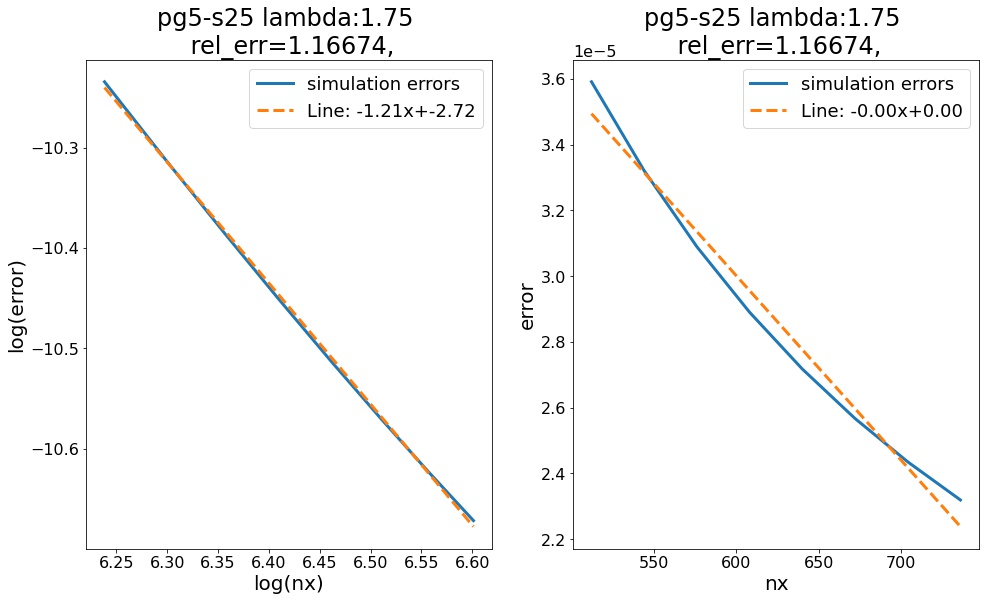 pg5-s25 lambda:1.75
rel_err=1.16674,
simulation errors
Line: -1.21x+-2.72
log(error)
−10.3
−10.4
−10.5
−10.6
6.25 6.30 6.35 6.40 6.45 6.50 6.55 6.60
log(nx)
pg5-s25 lambda:1.75
rel_err=1.16674,
1e−5
simulation errors
Line: -0.00x+0.00
error
3.6
3.4
3.2
3.0
2.8
2.6
2.4
2.2
550 600 650 700
nx